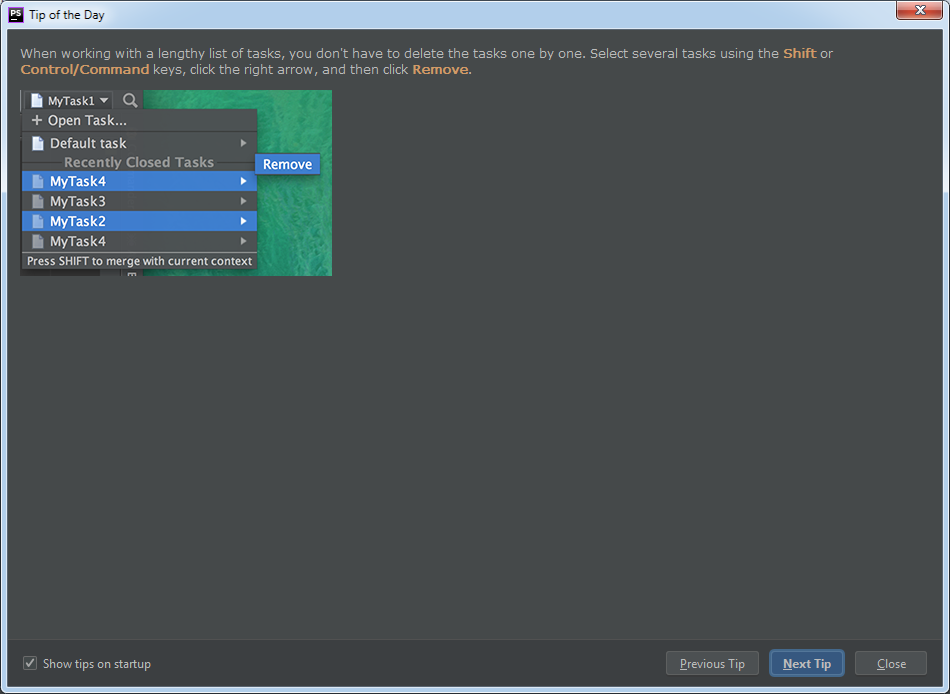 PS Tip of the Day
When working with a lengthy list of tasks, you don't have to delete the tasks one by one. Select several tasks using the Shift or
Control/Command keys, click the right arrow, and then click Remove.
MyTask1
Open Task...
Default task
Recently Closed Tasks
Remove
MyTask4
MyTask3
MyTask2
MyTask4
Press SHIFT to merge with current context
Show tips on startup
Previous Tip
Next Tip
Close